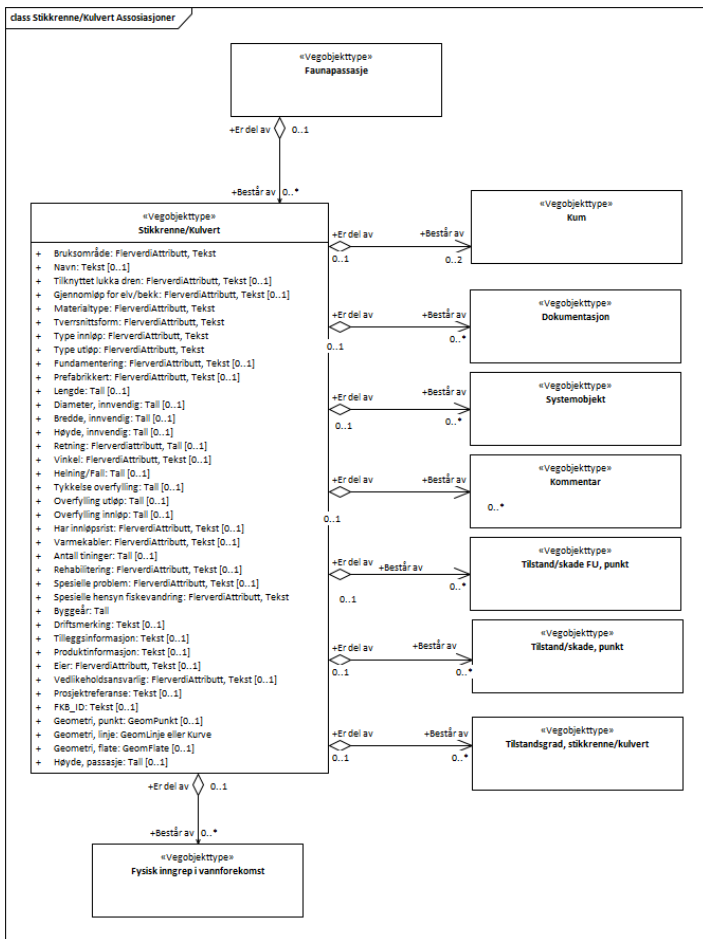 class Stikkrenne/Kulvert Assosiasjoner
«Vegobjekttype»
Faunapassasje
+Er del av
0..1
+Består av
0..*
«Vegobjekttype»
Stikkrenne/Kulvert
+ Bruksområde: FlerverdiAttributt, Tekst
+ Navn: Tekst [0..1]
+ Tilknyttet lukka dren: FlerverdiAttributt, Tekst [0..1]
+ Gjennomløp for elv/bekk: FlerverdiAttributt, Tekst [0..1]
+ Materialtype: FlerverdiAttributt, Tekst
+ Tverrsnittsform: FlerverdiAttributt, Tekst
+ Type innløp: FlerverdiAttributt, Tekst
+ Type utløp: FlerverdiAttributt, Tekst
+ Fundamentering: FlerverdiAttributt, Tekst [0..1]
+ Prefabrikkert: FlerverdiAttributt, Tekst [0..1]
+ Lengde: Tall [0..1]
+ Diameter, innvendig: Tall [0..1]
+ Bredde, innvendig: Tall [0..1]
+ Høyde, innvendig: Tall [0..1]
+ Retning: Flerverdiattributt, Tall [0..1]
+ Vinkel: FlerverdiAttributt, Tekst [0..1]
+ Helning/Fall: Tall [0..1]
+ Tykkelse overfylling: Tall [0..1]
+ Overfylling utløp: Tall [0..1]
+ Overfylling innløp: Tall [0..1]
+ Har innløpsrist: FlerverdiAttributt, Tekst [0..1]
+ Varmekabler: FlerverdiAttributt, Tekst [0..1]
+ Antall tininger: Tall [0..1]
+ Rehabilitering: FlerverdiAttributt, Tekst [0..1]
+ Spesielle problem: FlerverdiAttributt, Tekst [0..1]
+ Spesielle hensyn fiskevandring: FlerverdiAttributt, Tekst
+ Byggeår: Tall
+ Driftsmerking: Tekst [0..1]
+ Tilleggsinformasjon: Tekst [0..1]
+ Produktinformasjon: Tekst [0..1]
+ Eier: FlerverdiAttributt, Tekst [0..1]
+ Vedlikeholdsansvarlig: FlerverdiAttributt, Tekst [0..1]
+ Prosjektreferanse: Tekst [0..1]
+ FKB_ID: Tekst [0..1]
+ Geometri, punkt: GeomPunkt [0..1]
+ Geometri, linje: GeomLinje eller Kurve
+ Geometri, flate: GeomFlate [0..1]
+ Høyde, passasje: Tall [0..1]
+Er del av
0..1
+Består av
0..2
«Vegobjekttype»
Kum
+Er del av
0..1
+Består av
0..*
«Vegobjekttype»
Dokumentasjon
+Er del av
0..1
+Består av
0..*
«Vegobjekttype»
Systemobjekt
+Er del av
0..1
+Består av
0..*
«Vegobjekttype»
Kommentar
+Er del av
0..1
+Består av
0..*
«Vegobjekttype»
Tilstand/skade FU, punkt
+Er del av
0..1
+Består av
0..*
«Vegobjekttype»
Tilstand/skade, punkt
+Er del av
0..1
+Består av
0..*
«Vegobjekttype»
Tilstandsgrad, stikkrenne/kulvert
+Er del av
0..1
+Består av
0..*
«Vegobjekttype»
Fysisk inngrep i vannforekomst